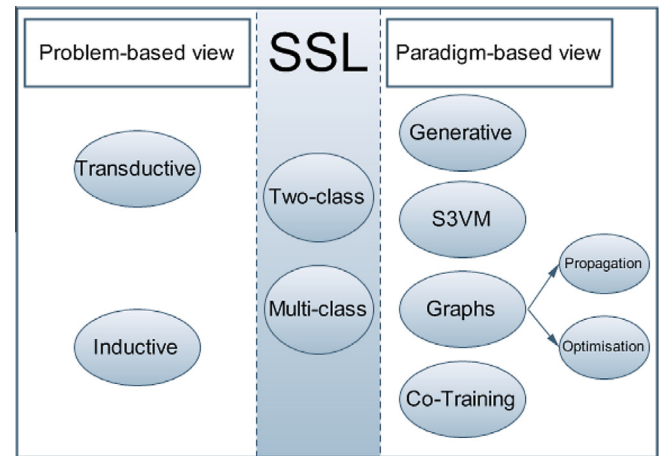 Problem-based view
SSL
Paradigm-based view
Transductive
Inductive
Two-class
Multi-class
Generative
S3VM
Graphs
Co-Training
Propagation
Optimisation